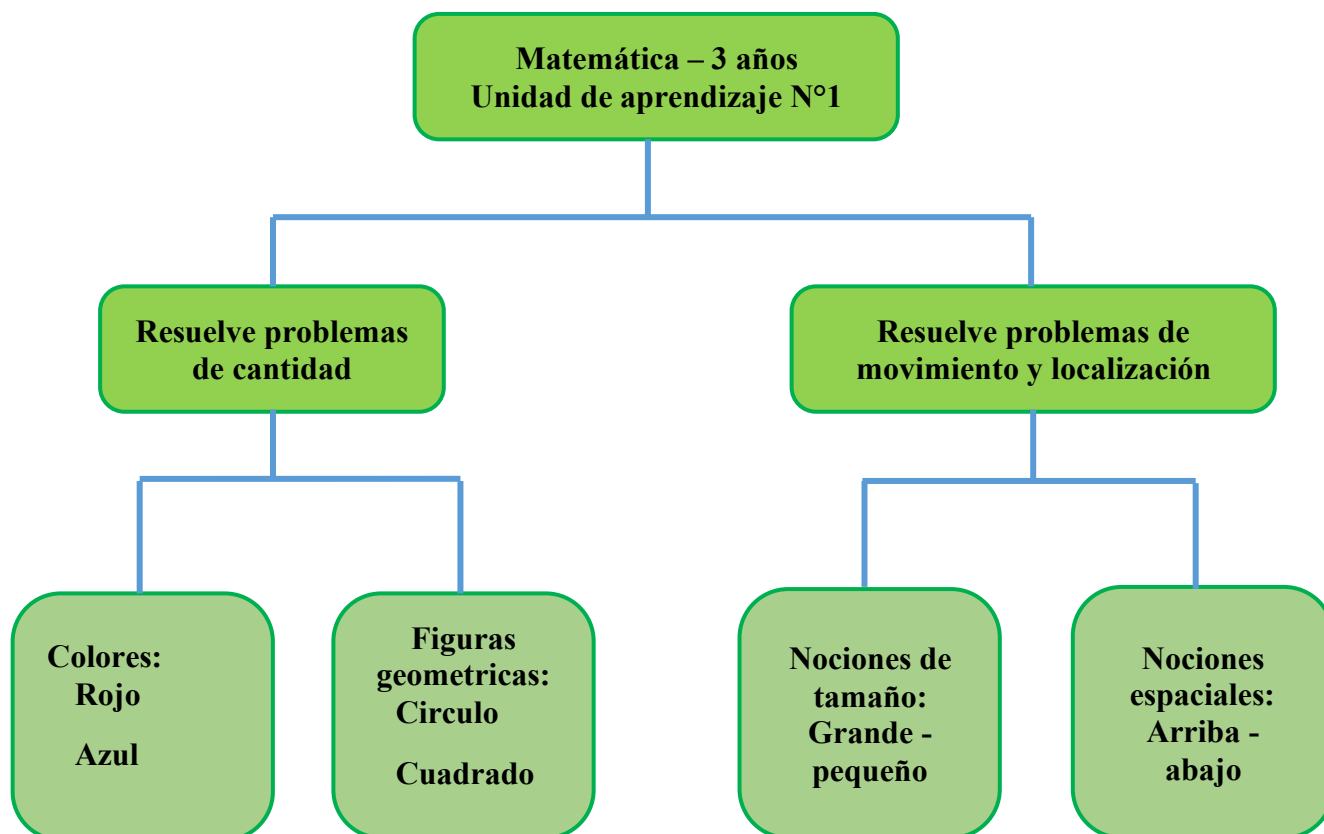 Matemática – 3 años
Unidad de aprendizaje N°1
Resuelve problemas
de cantidad
Resuelve problemas de
movimiento y localización
Colores:
Rojo
Azul
Figuras
geometricas:
Circulo
Cuadrado
Nociones de
tamaño:
Grande -
pequeño
Nociones
espaciales:
Arriba -
abajo